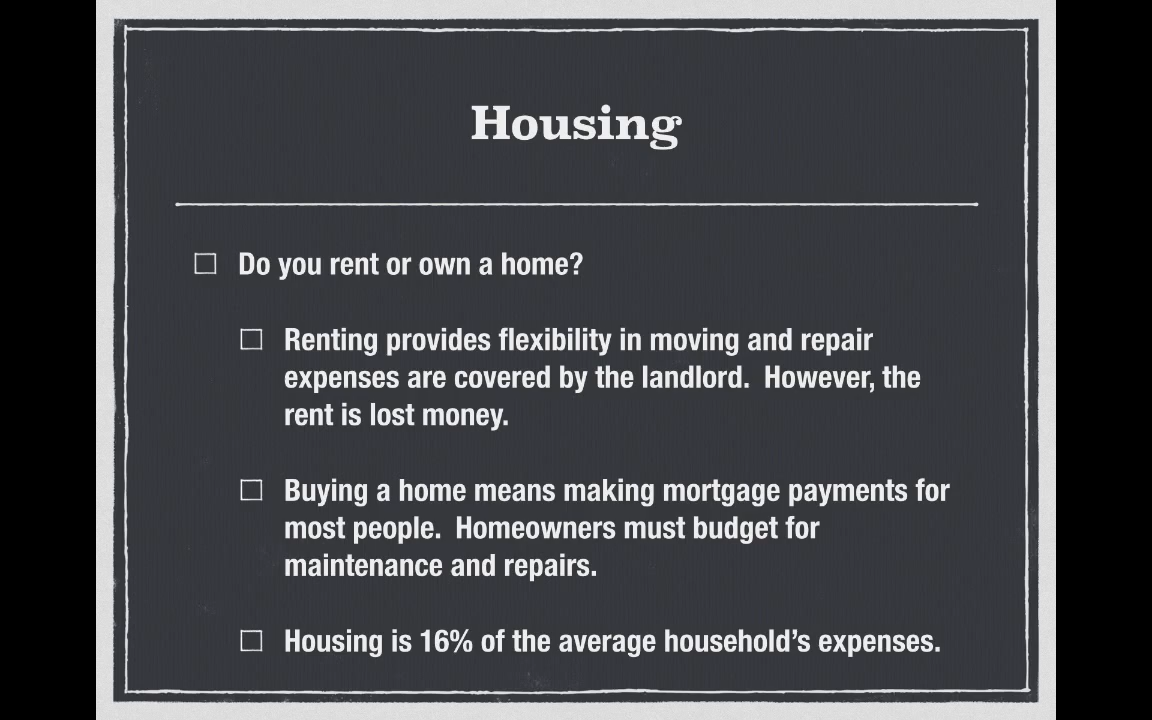 Housing
Do you rent or own a home?
Renting provides flexibility in moving and repair
expenses are covered by the landlord.  However, the
rent is lost money.
Buying a home means making mortgage payments for
most people.  Homeowners must budget for
maintenance and repairs.
Housing is 16% of the average household’s expenses.